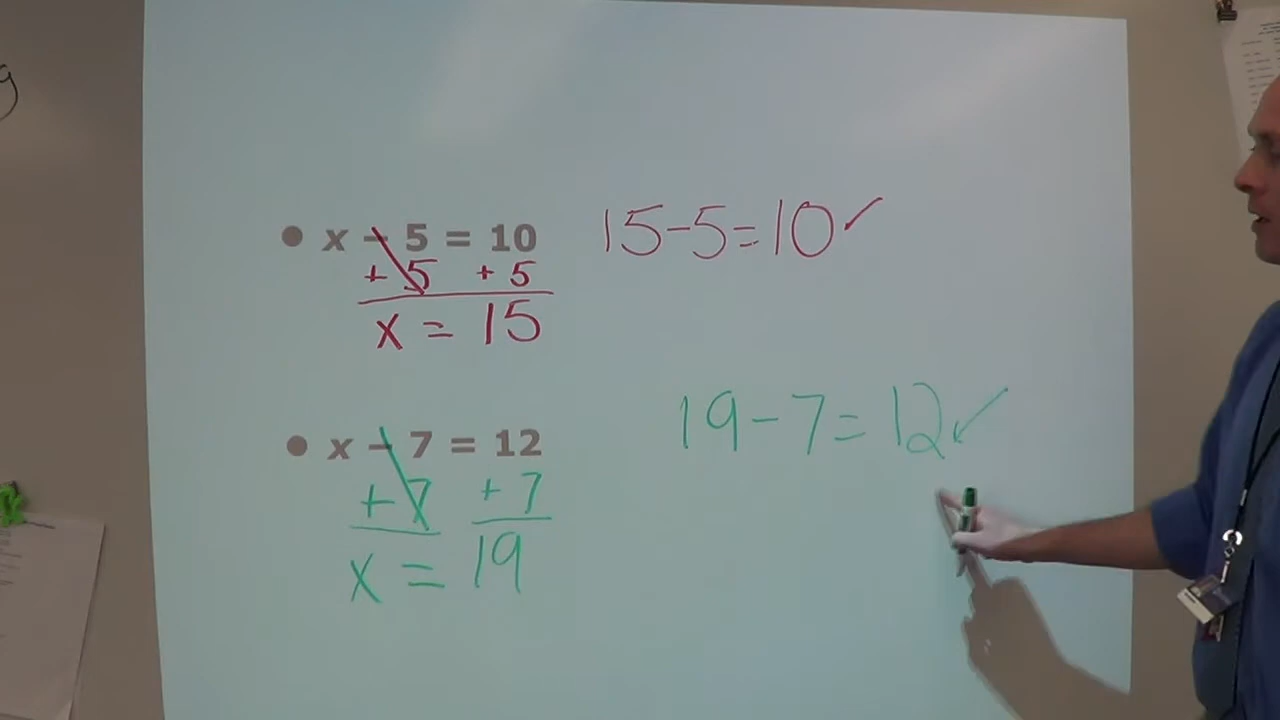 • x – 5 = 10 15-5=10✓
+5 +5
x = 15
• x – 7 = 12 19-7=12✓
+7 +7
x = 19